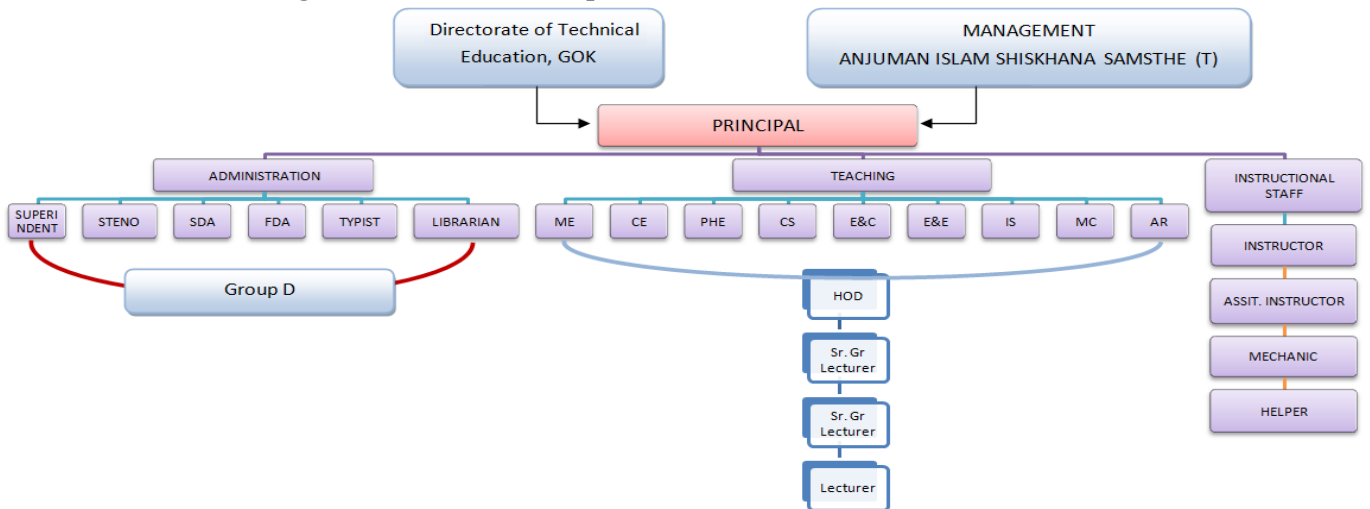 Directorate of Technical
Education, GOK
MANAGEMENT
ANJUMAN ISLAM SHISKHANA SAMSTHE (T)
PRINCIPAL
ADMINISTRATION
TEACHING
INSTRUCTIONAL
STAFF
SUPERI
NDENT
STENO
SDA
FDA
TYPIST
LIBRARIAN
ME
CE
PHE
CS
E&C
E&E
IS
MC
AR
INSTRUCTOR
Group D
HOD
ASSIT. INSTRUCTOR
Sr. Gr
Lecturer
MECHANIC
Sr. Gr
Lecturer
HELPER
Lecturer